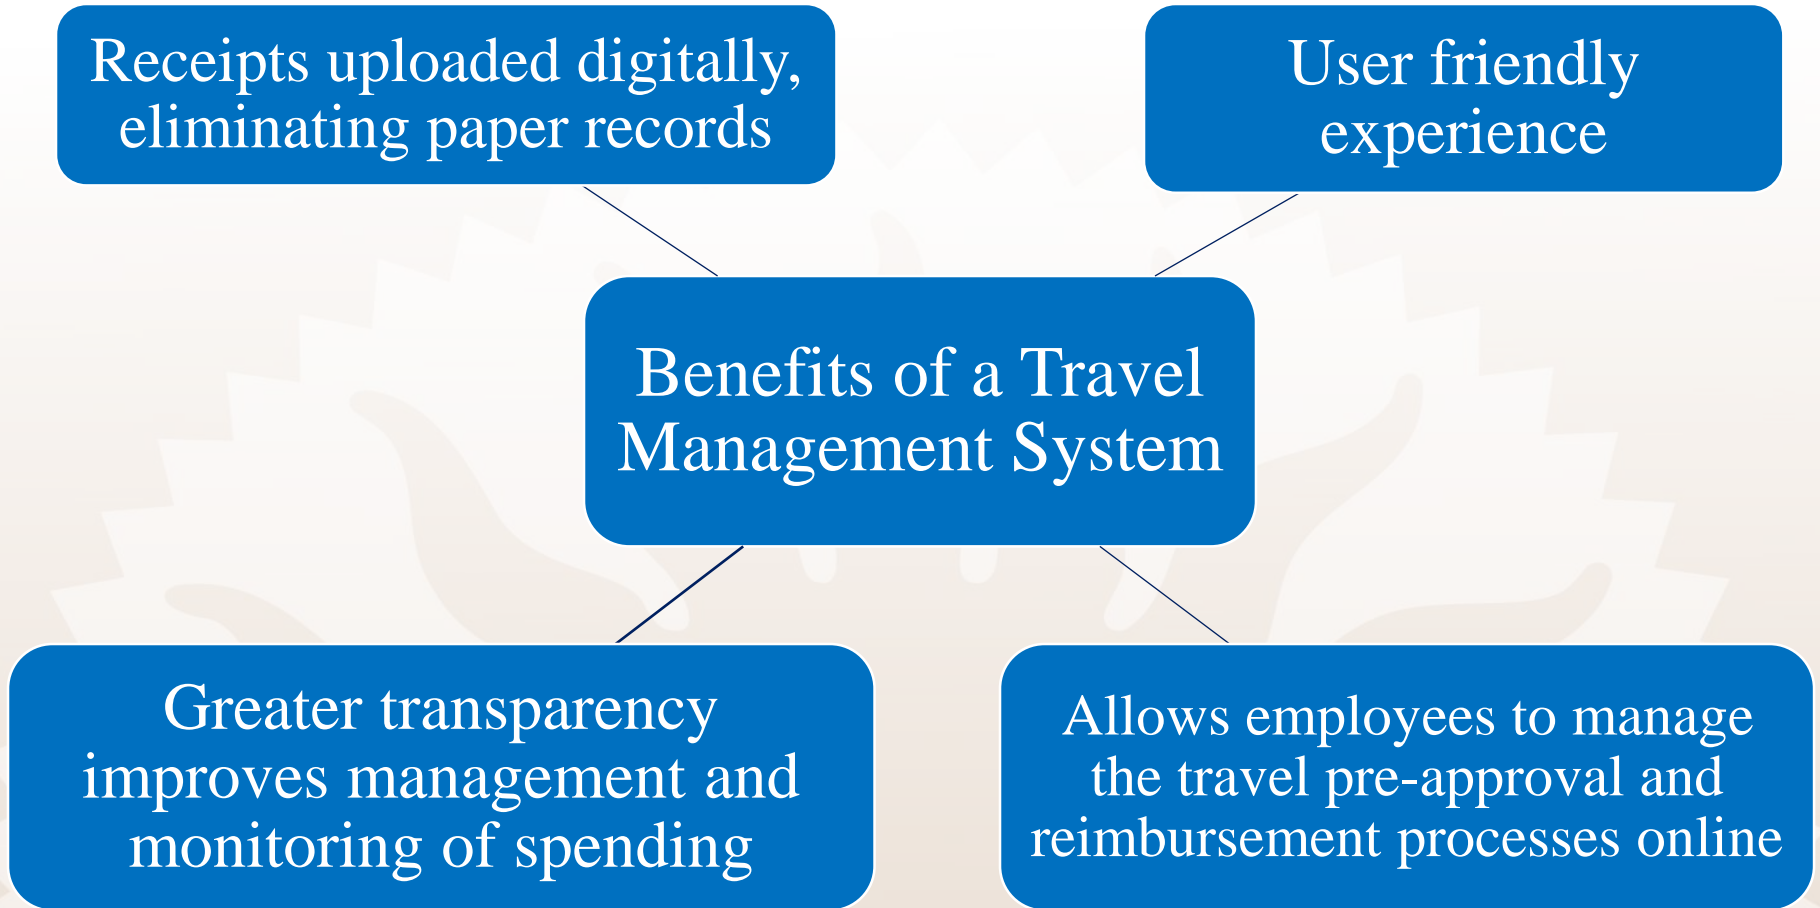 Receipts uploaded digitally,
eliminating paper records
User friendly
experience
Benefits of a Travel
Management System
Greater transparency
improves management and
monitoring of spending
Allows employees to manage
the travel pre-approval and
reimbursement processes online